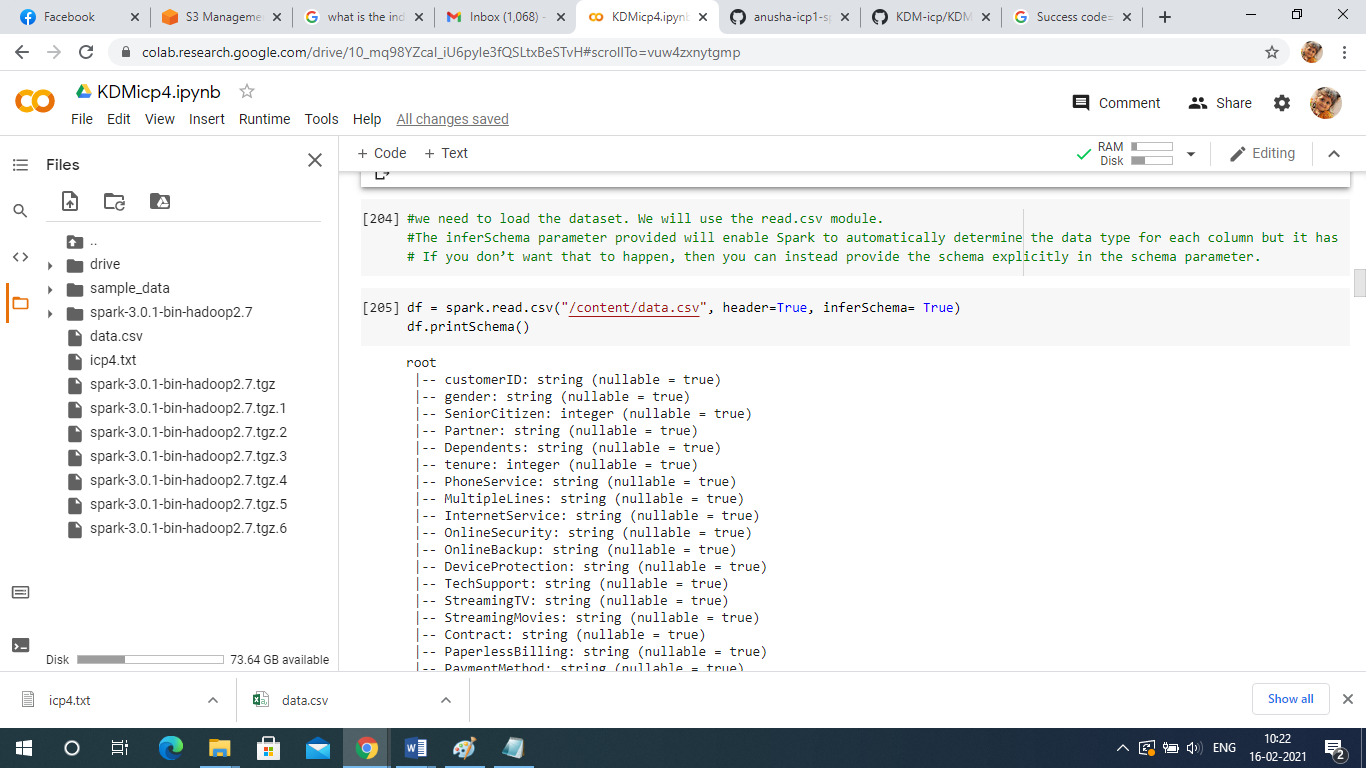 Facebook
S3 Manageme
what is the ind
Inbox (1,068) -
KDMicp4.ipynb
anusha-icp1-sp
KDM-icp/KDM
Success code=
colab.research.google.com/drive/10_mq98YZcal_iU6pyIe3fQSLtxBeSTvH#scrollTo=vuw4zxnytgmp
KDMicp4.ipynb
File Edit View Insert Runtime Tools Help All changes saved
Comment
Share
Files
+ Code + Text
RAM
Disk
Editing
..
drive
sample_data
spark-3.0.1-bin-hadoop2.7
data.csv
icp4.txt
spark-3.0.1-bin-hadoop2.7.tgz
spark-3.0.1-bin-hadoop2.7.tgz.1
spark-3.0.1-bin-hadoop2.7.tgz.2
spark-3.0.1-bin-hadoop2.7.tgz.3
spark-3.0.1-bin-hadoop2.7.tgz.4
spark-3.0.1-bin-hadoop2.7.tgz.5
spark-3.0.1-bin-hadoop2.7.tgz.6
Disk 73.64 GB available
[204] #we need to load the dataset. We will use the read.csv module.
#The inferSchema parameter provided will enable Spark to automatically determine the data type for each column but it has
# If you don’t want that to happen, then you can instead provide the schema explicitly in the schema parameter.
[205] df = spark.read.csv("/content/data.csv", header=True, inferSchema= True)
df.printSchema()
root
|-- customerID: string (nullable = true)
|-- gender: string (nullable = true)
|-- SeniorCitizen: integer (nullable = true)
|-- Partner: string (nullable = true)
|-- Dependents: string (nullable = true)
|-- tenure: integer (nullable = true)
|-- PhoneService: string (nullable = true)
|-- MultipleLines: string (nullable = true)
|-- InternetService: string (nullable = true)
|-- OnlineSecurity: string (nullable = true)
|-- OnlineBackup: string (nullable = true)
|-- DeviceProtection: string (nullable = true)
|-- TechSupport: string (nullable = true)
|-- StreamingTV: string (nullable = true)
|-- StreamingMovies: string (nullable = true)
|-- Contract: string (nullable = true)
|-- PaperlessBilling: string (nullable = true)
|-- PaymentMethod: string (nullable = true)
icp4.txt
data.csv
Show all
ENG
10:22
16-02-2021
2